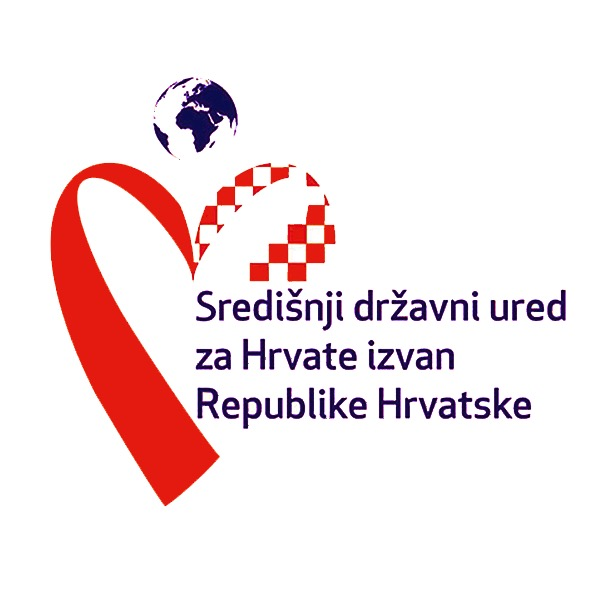 Središnji državni ured
za Hrvate izvan
Republike Hrvatske